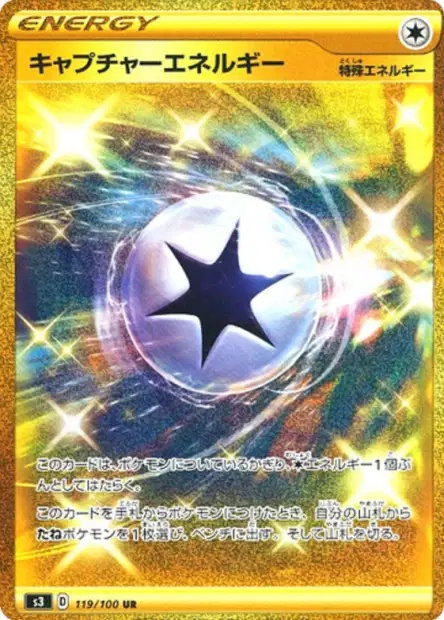 ENERGY
キャプチャーエネルギー
とくしゅ
特殊エネルギー
このカードは、ポケモンについているかぎり、エネルギー1個ぶ
んとしてはたらく。
このカードを手札からポケモンにつけたとき、自分の山札から
たねポケモンを1枚選び、ベンチに出す。そして山札を切る。
s3 D 119/100 UR